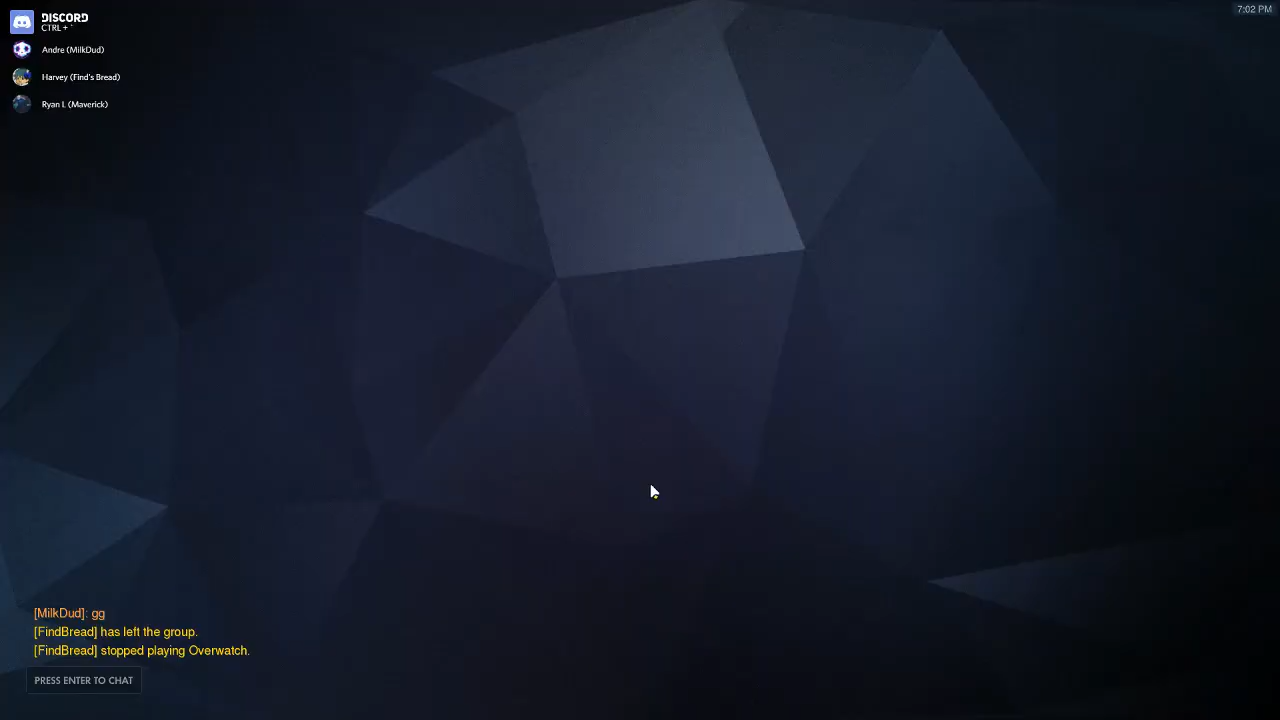 DISCORD
CTRL + `
7:02 PM
Andre (MilkDud)
Harvey (Find's Bread)
Ryan L (Maverick)
[MilkDud]: gg
[FindBread] has left the group.
[FindBread] stopped playing Overwatch.
PRESS ENTER TO CHAT